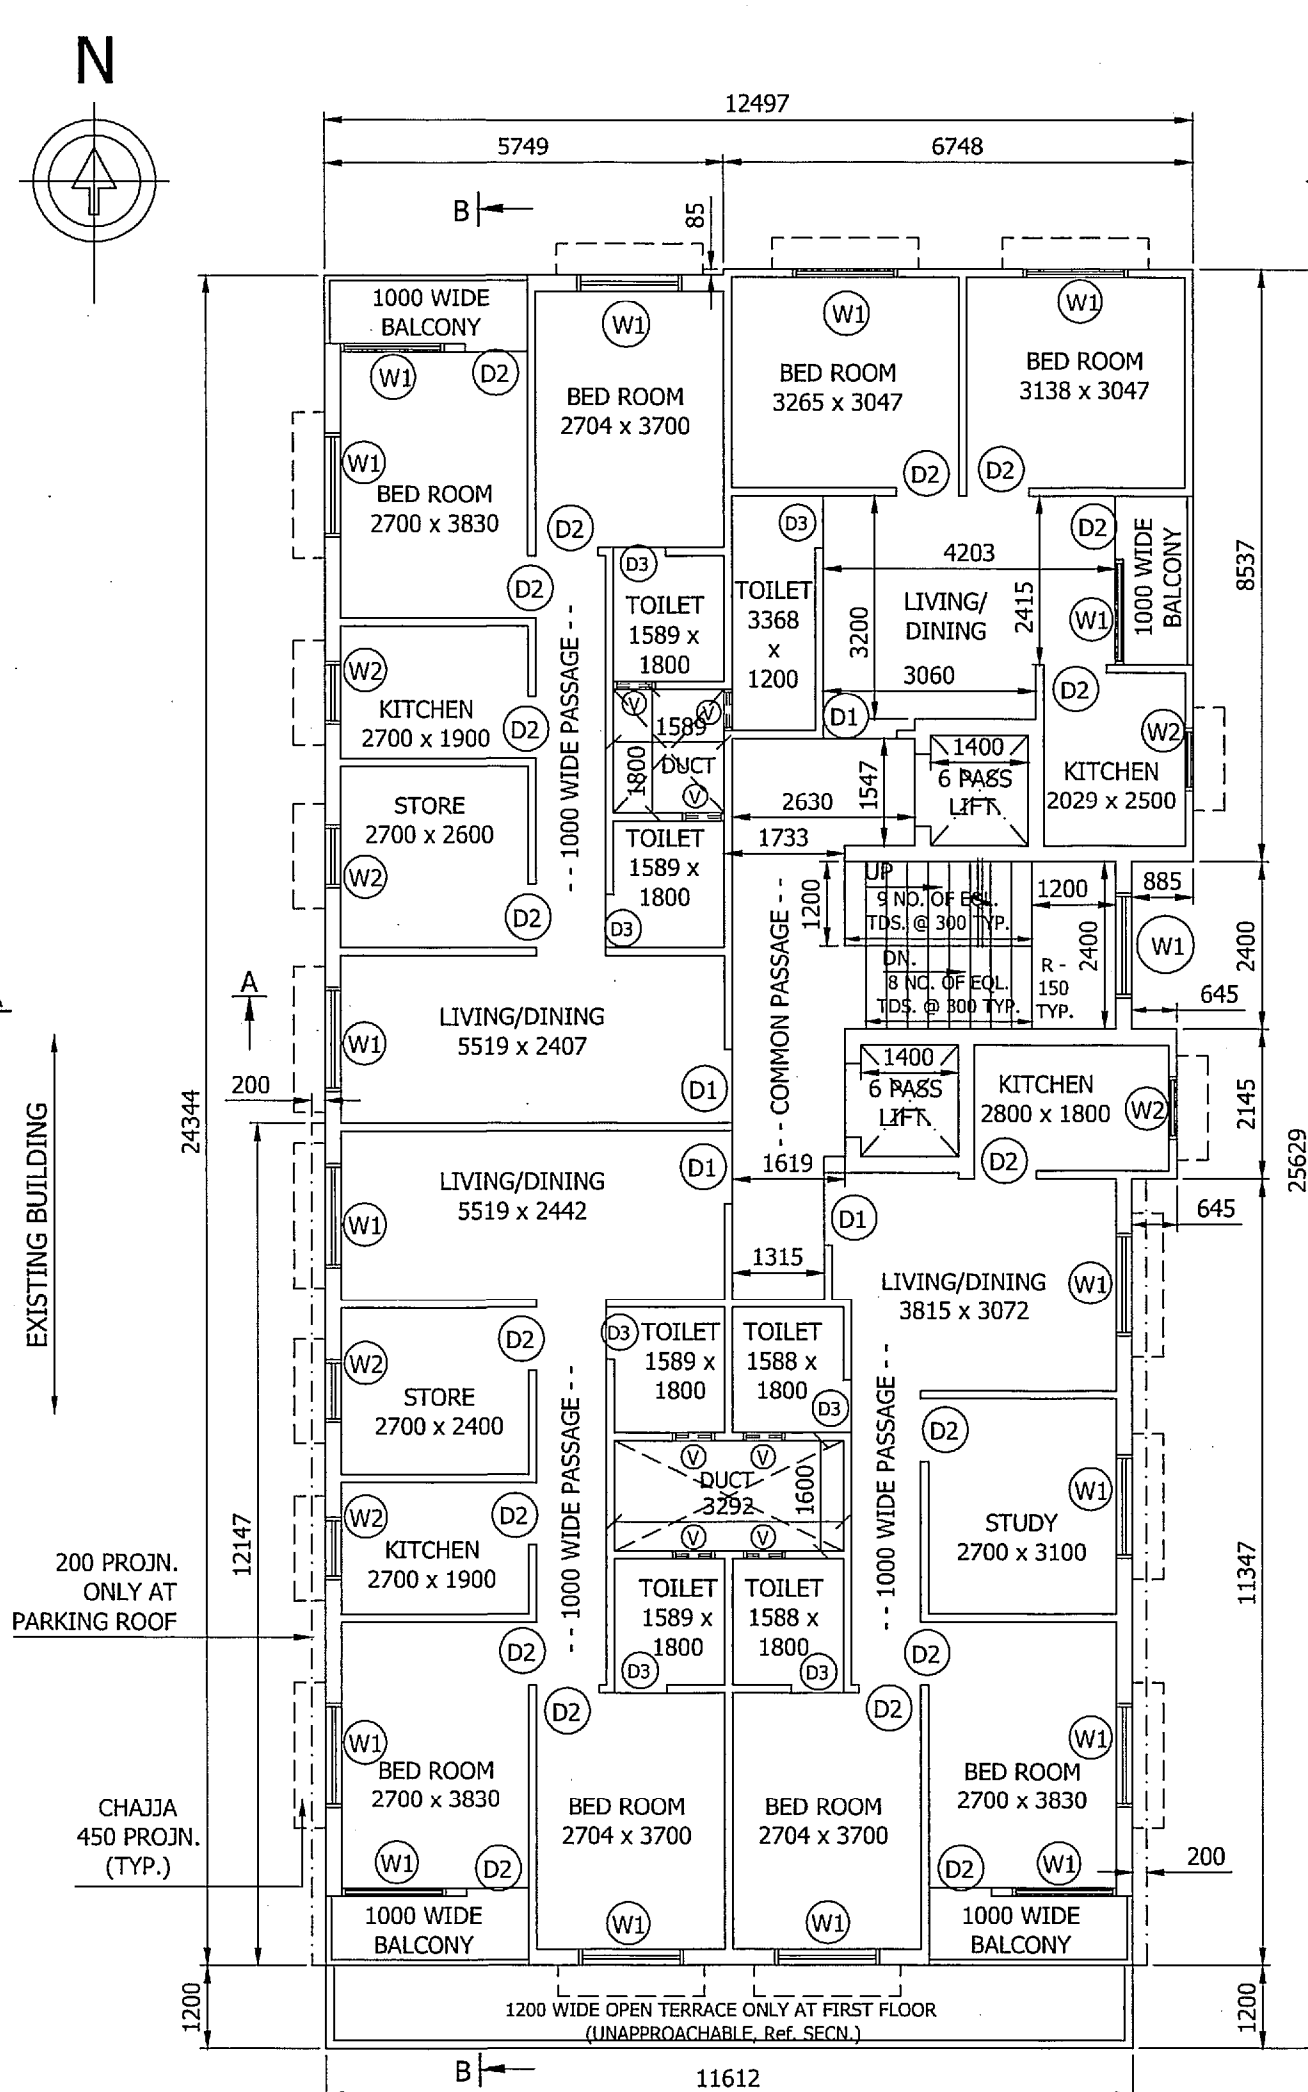 N
12497
5749
6748
B
85
1000 WIDE
BALCONY
W1
W1
W1
W1
D2
BED ROOM
2704 x 3700
BED ROOM
3265 x 3047
BED ROOM
3138 x 3047
W1
BED ROOM
2700 x 3830
D2
D2
D2
D2
D3
D2
1000 WIDE
BALCONY
4203
8537
D3
D2
TOILET
1589 x
1800
TOILET
3368
x
1200
LIVING/
DINING
3200
2415
W1
-- 1000 WIDE PASSAGE --
W2
KITCHEN
2700 x 1900
D2
3060
D2
V
V
1589
1800
DUCT
V
D1
W2
1400
6 PASS
LIFT
KITCHEN
2029 x 2500
1547
2630
STORE
2700 x 2600
W2
D2
TOILET
1589 x
1800
D3
1733
1200
UP
9 NO. OF EQL.
TDS. @ 300 TYP.
1200
885
2400
W1
2400
DN.
8 NO. OF EQL.
TDS. @ 300 TYP.
R -
150
TYP.
645
-- COMMON PASSAGE --
A
LIVING/DINING
5519 x 2407
W1
D1
200
24344
EXISTING BUILDING
1400
6 PASS
LIFT
KITCHEN
2800 x 1800
W2
2145
25629
D2
1619
LIVING/DINING
5519 x 2442
D1
W1
D1
645
1315
LIVING/DINING
3815 x 3072
W1
D3
TOILET
1589 x
1800
TOILET
1588 x
1800
D3
D2
W2
STORE
2700 x 2400
-- 1000 WIDE PASSAGE --
-- 1000 WIDE PASSAGE --
D2
V
V
DUCT
3292
1600
V
V
W1
STUDY
2700 x 3100
W2
D2
KITCHEN
2700 x 1900
12147
11347
200 PROJN.
ONLY AT
PARKING ROOF
TOILET
1589 x
1800
D3
TOILET
1588 x
1800
D3
D2
D2
D2
D2
W1
BED ROOM
2700 x 3830
W1
BED ROOM
2700 x 3830
BED ROOM
2704 x 3700
BED ROOM
2704 x 3700
CHAJJA
450 PROJN.
(TYP.)
W1
D2
D2
W1
200
1000 WIDE
BALCONY
W1
W1
1000 WIDE
BALCONY
1200
1200 WIDE OPEN TERRACE ONLY AT FIRST FLOOR
(UNAPPROACHABLE, Ref. SECN.)
1200
B
11612